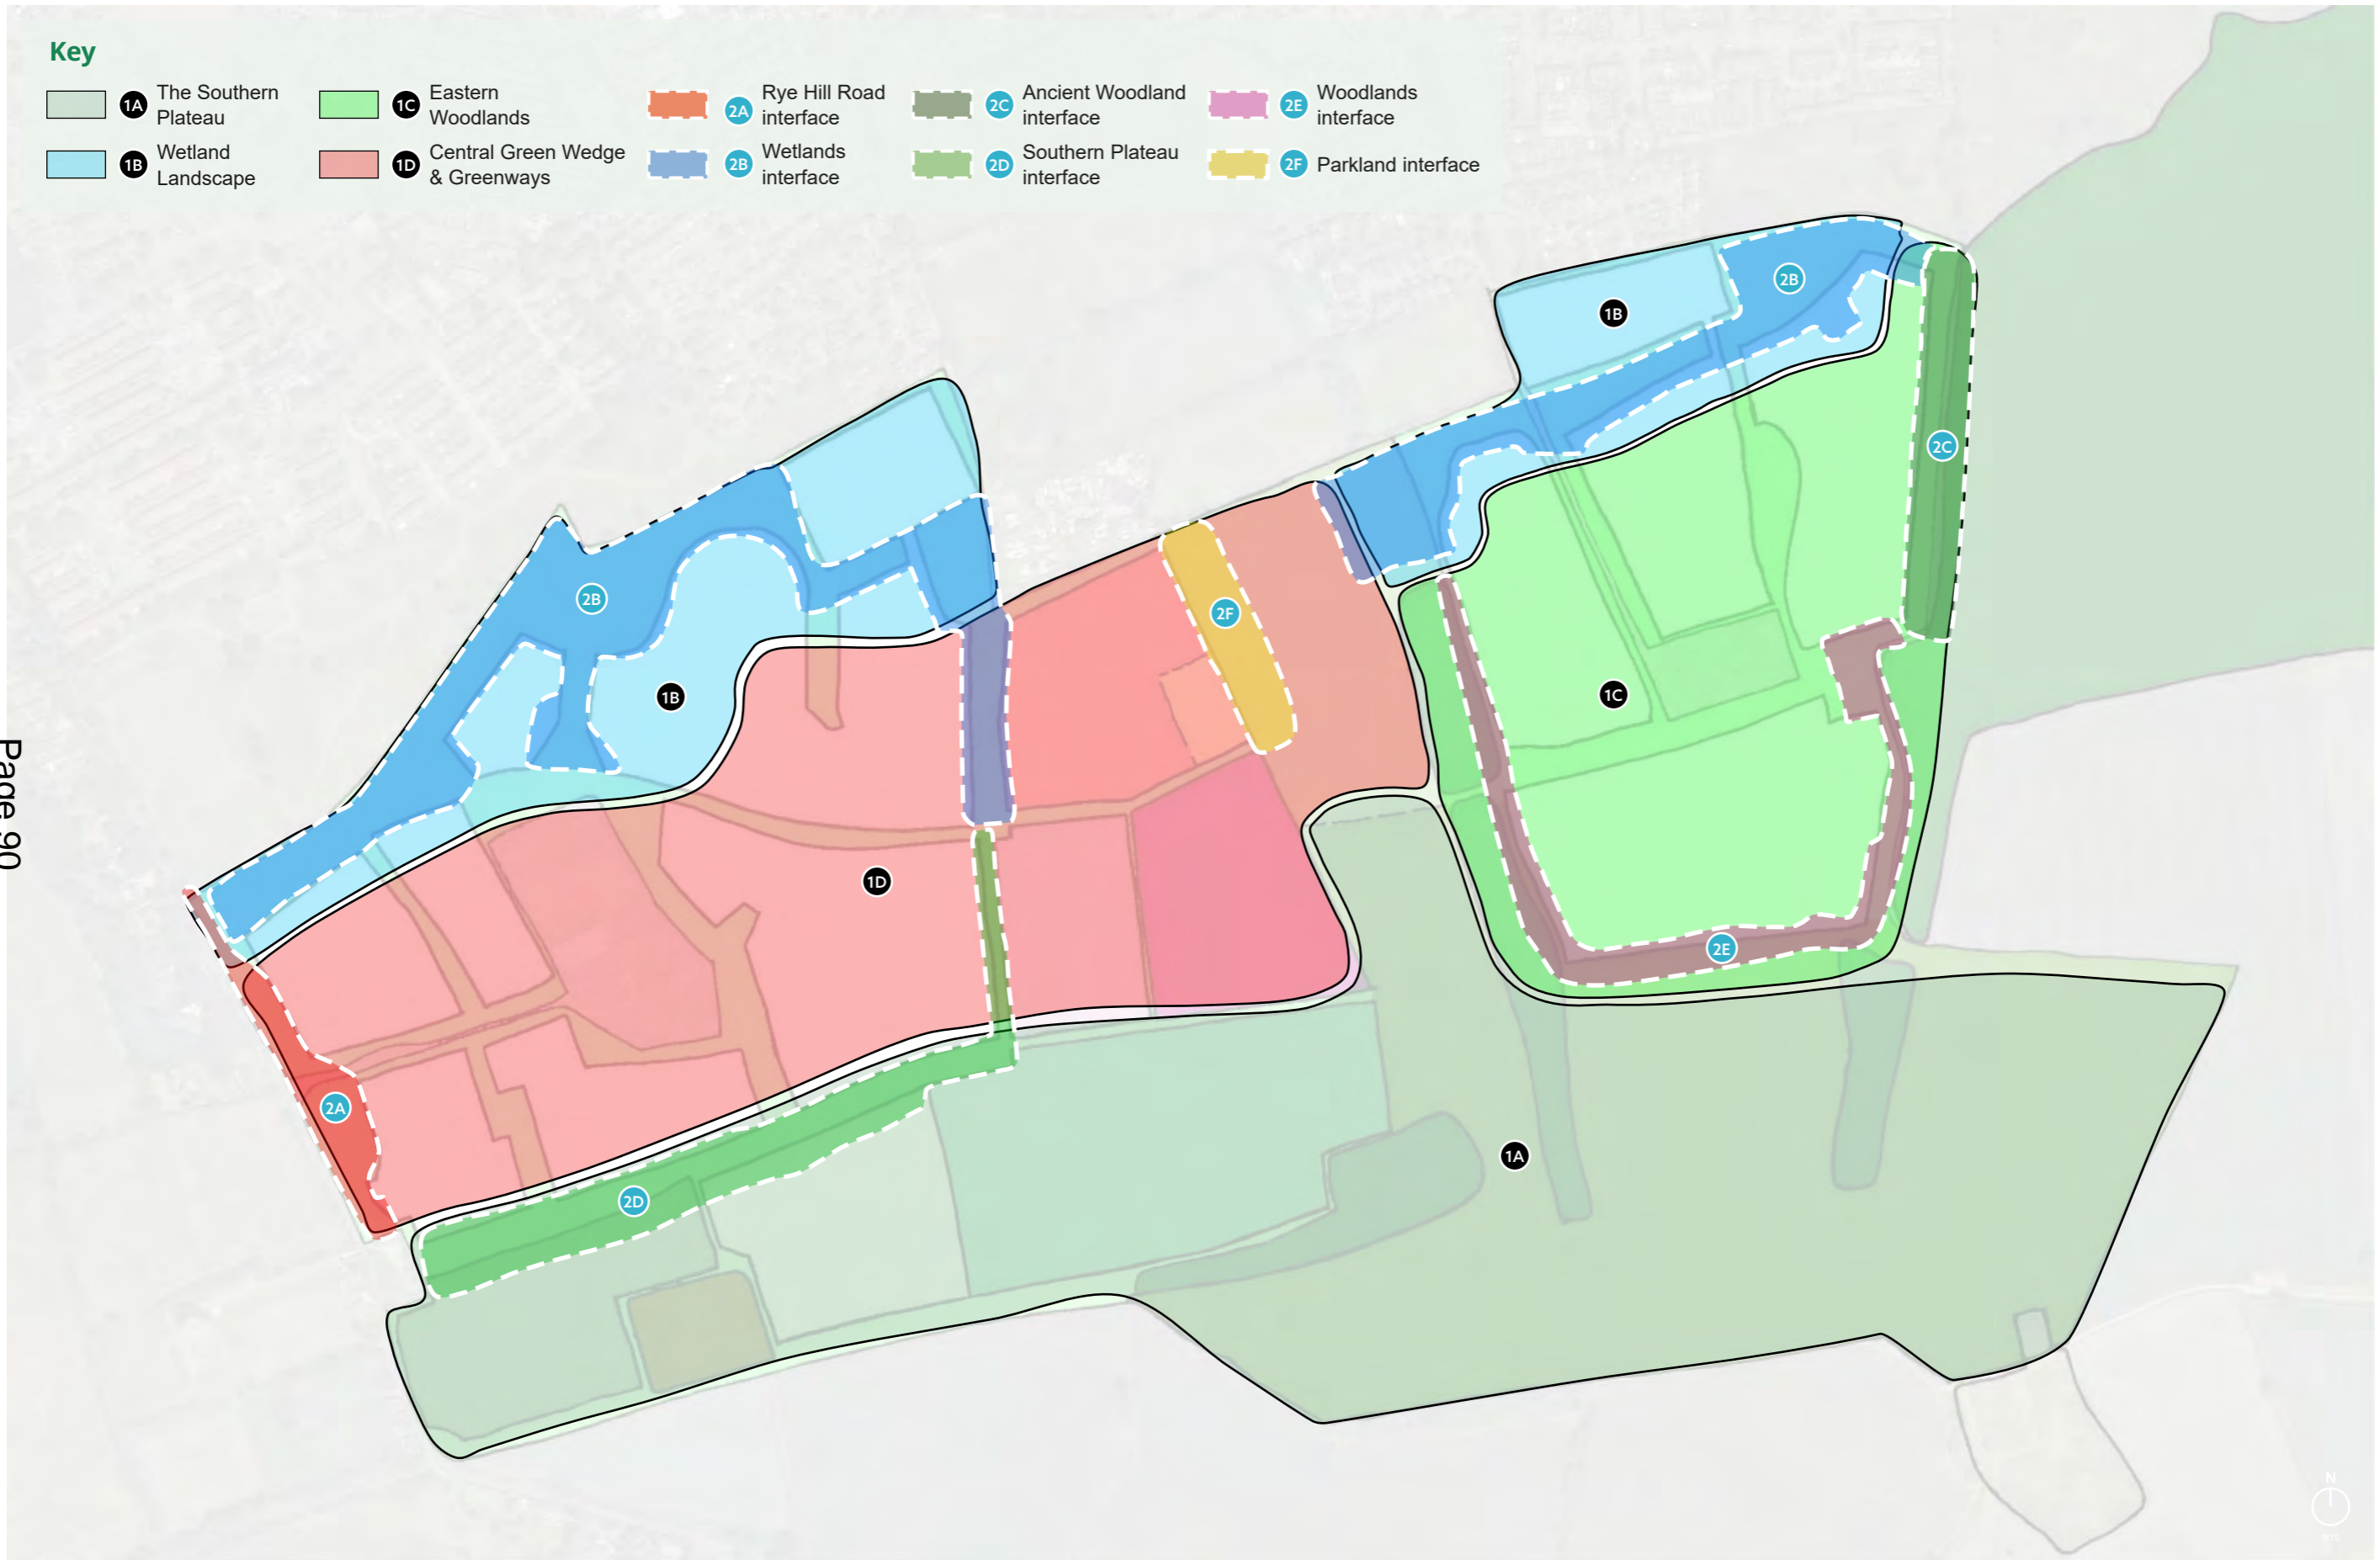 Key
1A The Southern Plateau
1B Wetland Landscape
1C Eastern Woodlands
1D Central Green Wedge & Greenways
2A Rye Hill Road interface
2B Wetlands interface
2C Ancient Woodland interface
2D Southern Plateau interface
2E Woodlands interface
2F Parkland interface
2B
1B
2C
2B
2F
1B
1C
1D
2E
2A
1A
2D
Page 90
N
NTS